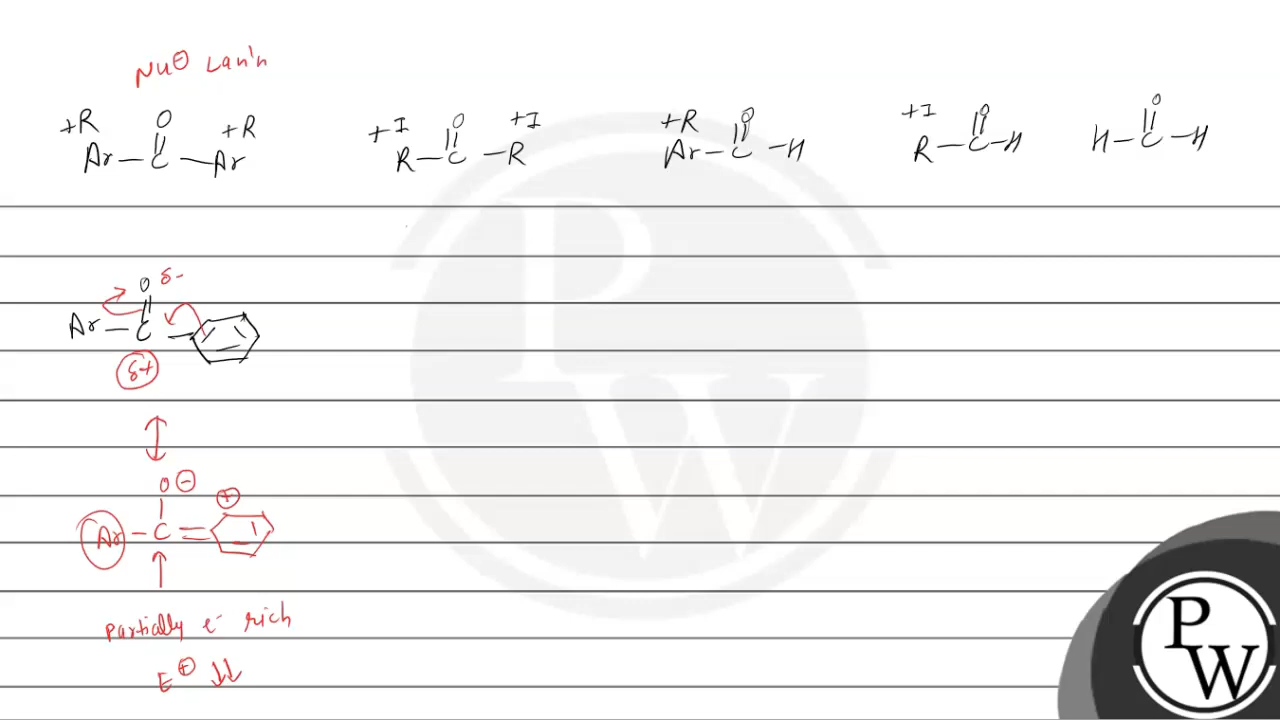 Nu⊖ Lan'n
+R O +R
Ar – C – Ar
+I O +I
R – C – R
+R O
Ar – C – H
+I O
R – C – H
O
H – C – H
O δ-
Ar – C –
δ+
O ⊖
⊕
Ar – C =
Partially e⁻ rich
E⊕ ↓↓
P
W
P
W